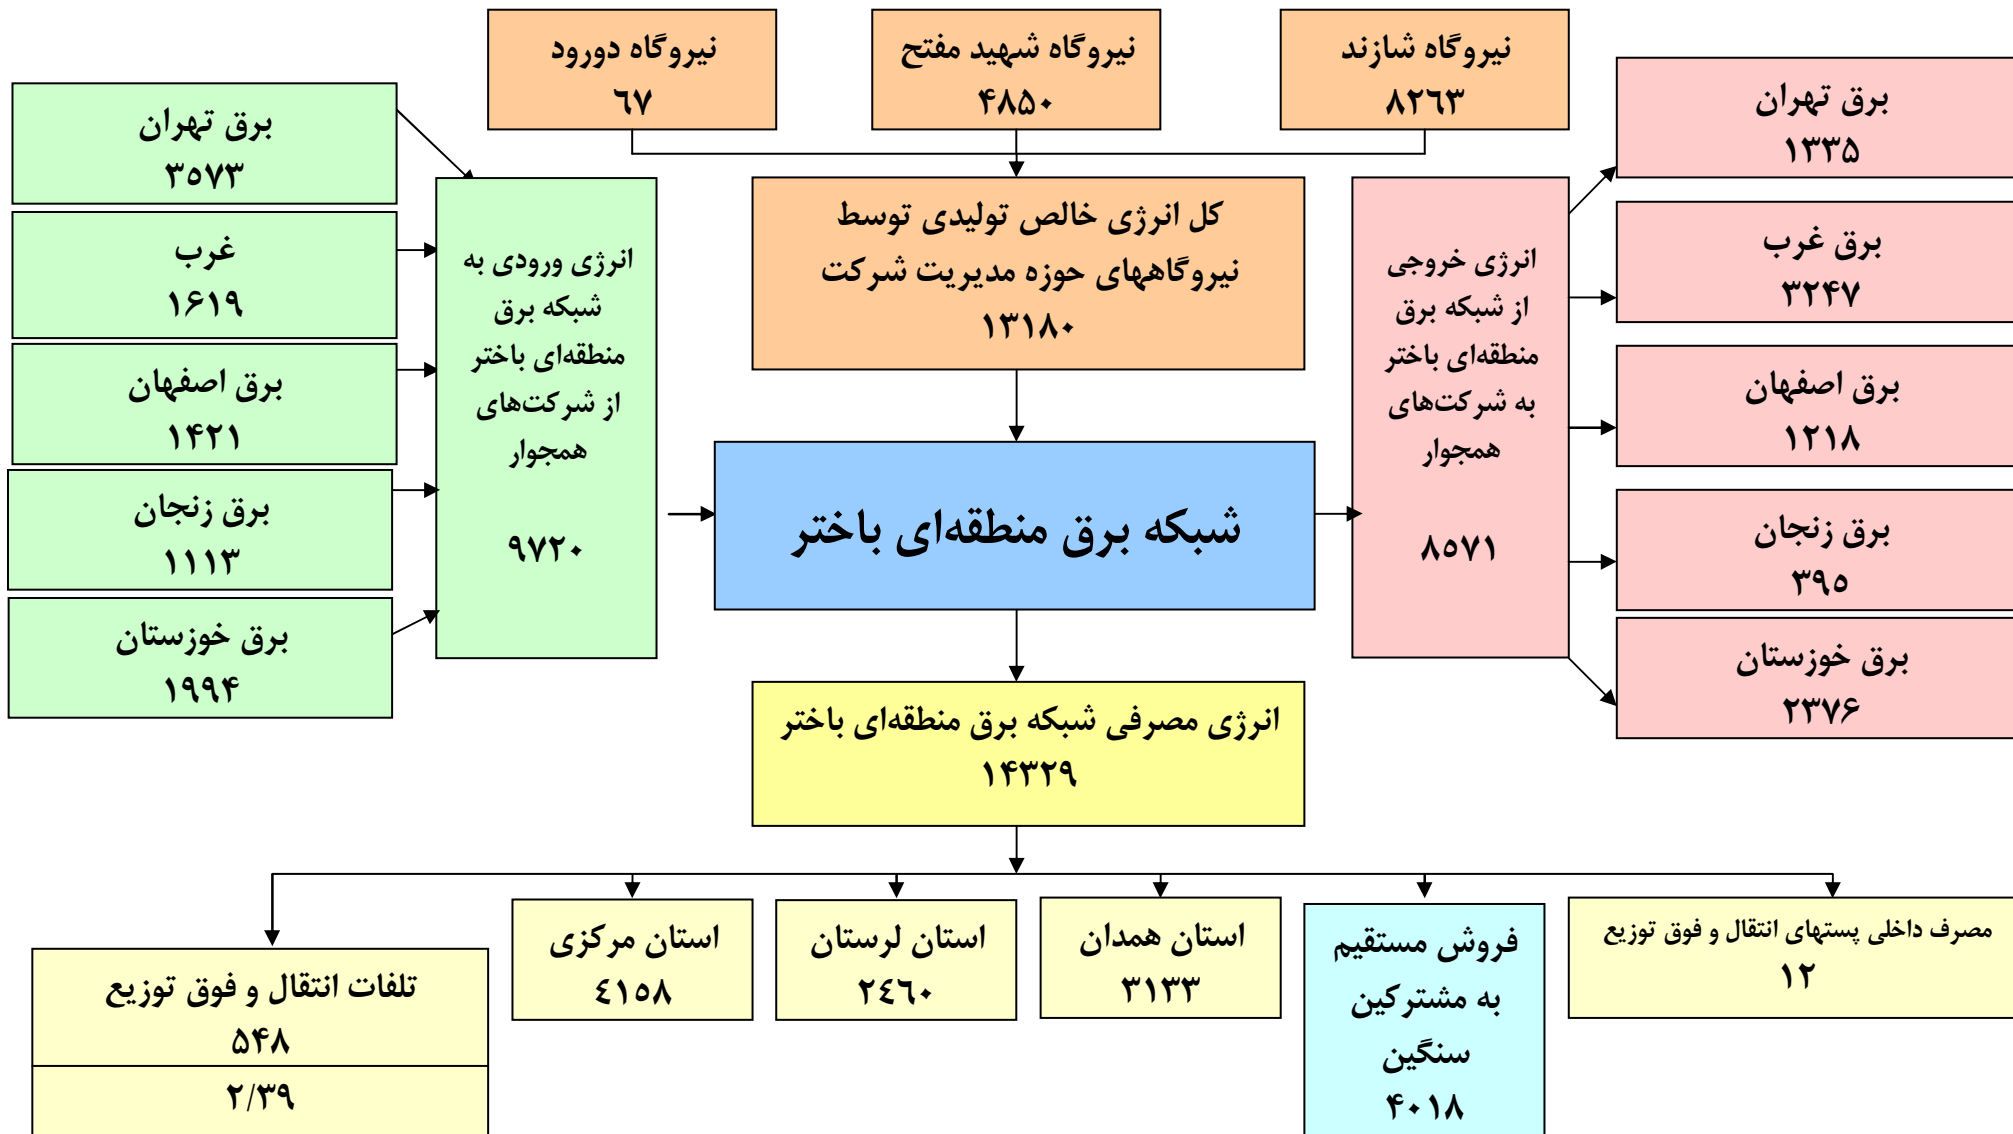 نیروگاه شازند
٨٢٦٣
نیروگاه شهید مفتح
۴۸۵۰
نیروگاه دورود
٦٧
برق تهران
۱۳۳۵
برق غرب
۳۲۴۷
برق اصفهان
۱۲۱۸
برق زنجان
۳۹٥
برق خوزستان
۲۳۷۶
انرژی خروجی
از شبکه برق
منطقه‌ای باختر
به شرکت‌های
همجوار
۸٥۷۱
کل انرژی خالص تولیدی توسط
نیروگاههای حوزه مدیریت شرکت
۱۳۱۸۰
انرژی ورودی به
شبکه برق
منطقه‌ای باختر
از شرکت‌های
همجوار
۹۷۲۰
برق تهران
۳٥۷۳
غرب
۱۶۱۹
برق اصفهان
۱۴۲۱
برق زنجان
۱۱۱۳
برق خوزستان
۱۹۹۴
شبکه برق منطقه‌ای باختر
انرژی مصرفی شبکه برق منطقه‌ای باختر
۱۴۳۲۹
مصرف داخلی پستهای انتقال و فوق توزیع
۱۲
فروش مستقیم
به مشترکین
سنگین
۴۰۱۸
استان همدان
۳۱۳۳
استان لرستان
٢٤٦٠
استان مرکزی
٤١٥٨
تلفات انتقال و فوق توزیع
۵۴۸
۲/۳۹